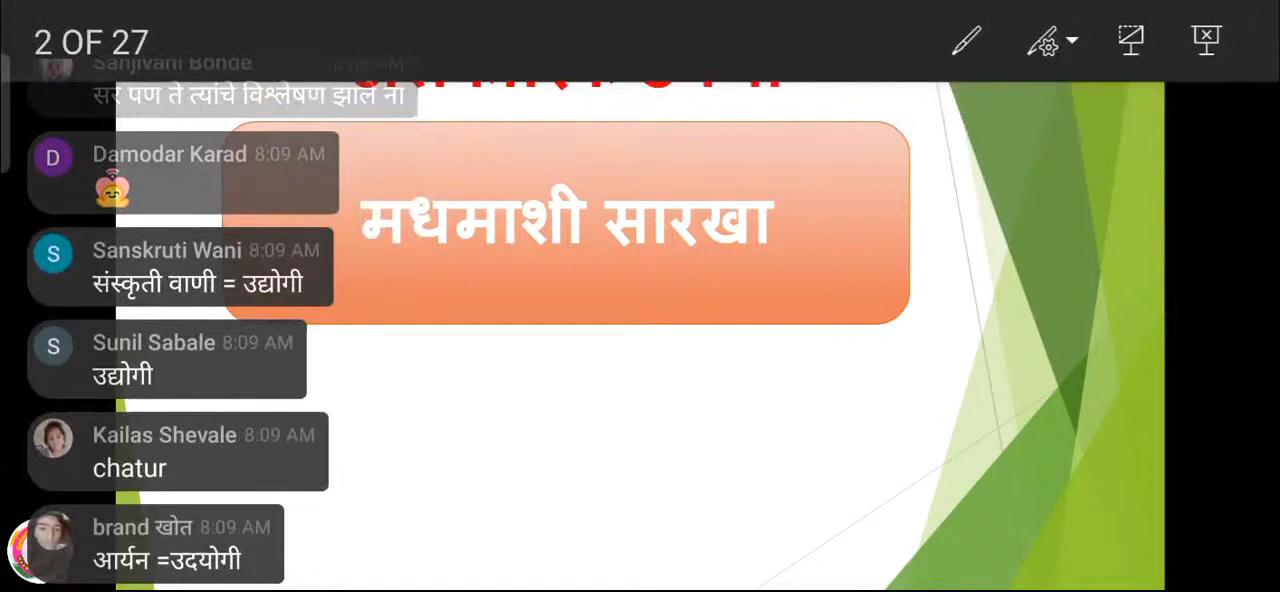 2 OF 27
Sanjivani Bonde
सर पण ते त्यांचे विश्लेषण झाले ना
Damodar Karad 8:09 AM
मधमाशी सारखा
Sanskruti Wani 8:09 AM
संस्कृती वाणी = उद्योगी
Sunil Sabale 8:09 AM
उद्योगी
Kailas Shevale 8:09 AM
chatur
brand खोत 8:09 AM
आर्यन =उदयोगी